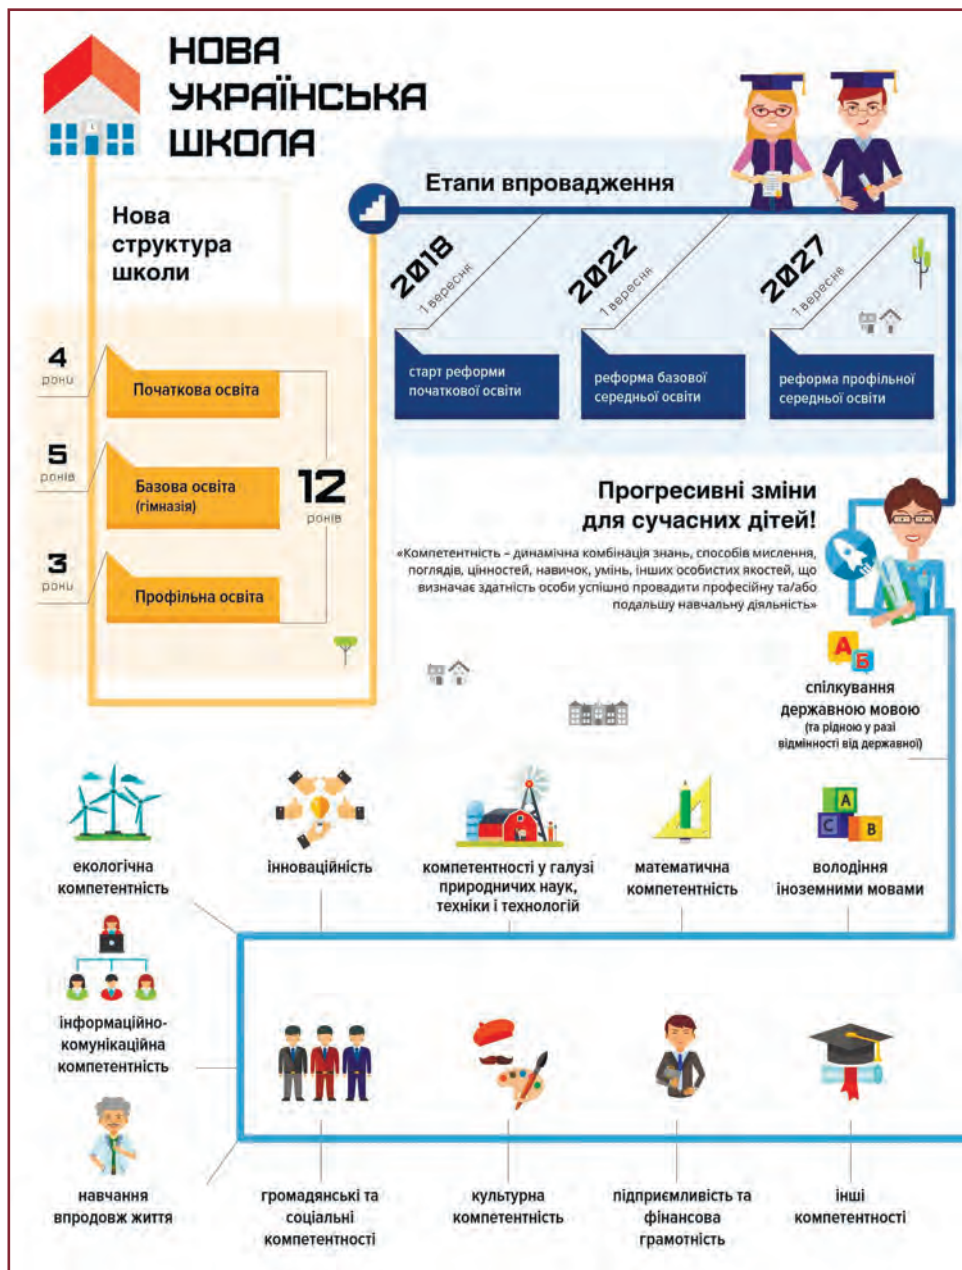 НОВА
УКРАЇНСЬКА
ШКОЛА
Нова
структура
школи
4
роки
Початкова освіта
5
років
Базова освіта
(гімназія)
3
роки
Профільна освіта
12
років
Етапи впровадження
2018
1 вересня
старт реформи
початкової освіти
2022
1 вересня
реформа базової
середньої освіти
2027
1 вересня
реформа профільної
середньої освіти
Прогресивні зміни
для сучасних дітей!
«Компетентність – динамічна комбінація знань, способів мислення,
поглядів, цінностей, навичок, умінь, інших особистих якостей, що
визначає здатність особи успішно провадити професійну та/або
подальшу навчальну діяльність»
А
Б
спілкування
державною мовою
(та рідною у разі
відмінності від державної)
екологічна
компетентність
інноваційність
компетентності у галузі
природничих наук,
техніки і технологій
математична
компетентність
A
C
B
володіння
іноземними мовами
інформаційно-
комунікаційна
компетентність
навчання
впродовж життя
громадянські та
соціальні
компетентності
культурна
компетентність
підприємливість та
фінансова
грамотність
інші
компетентності